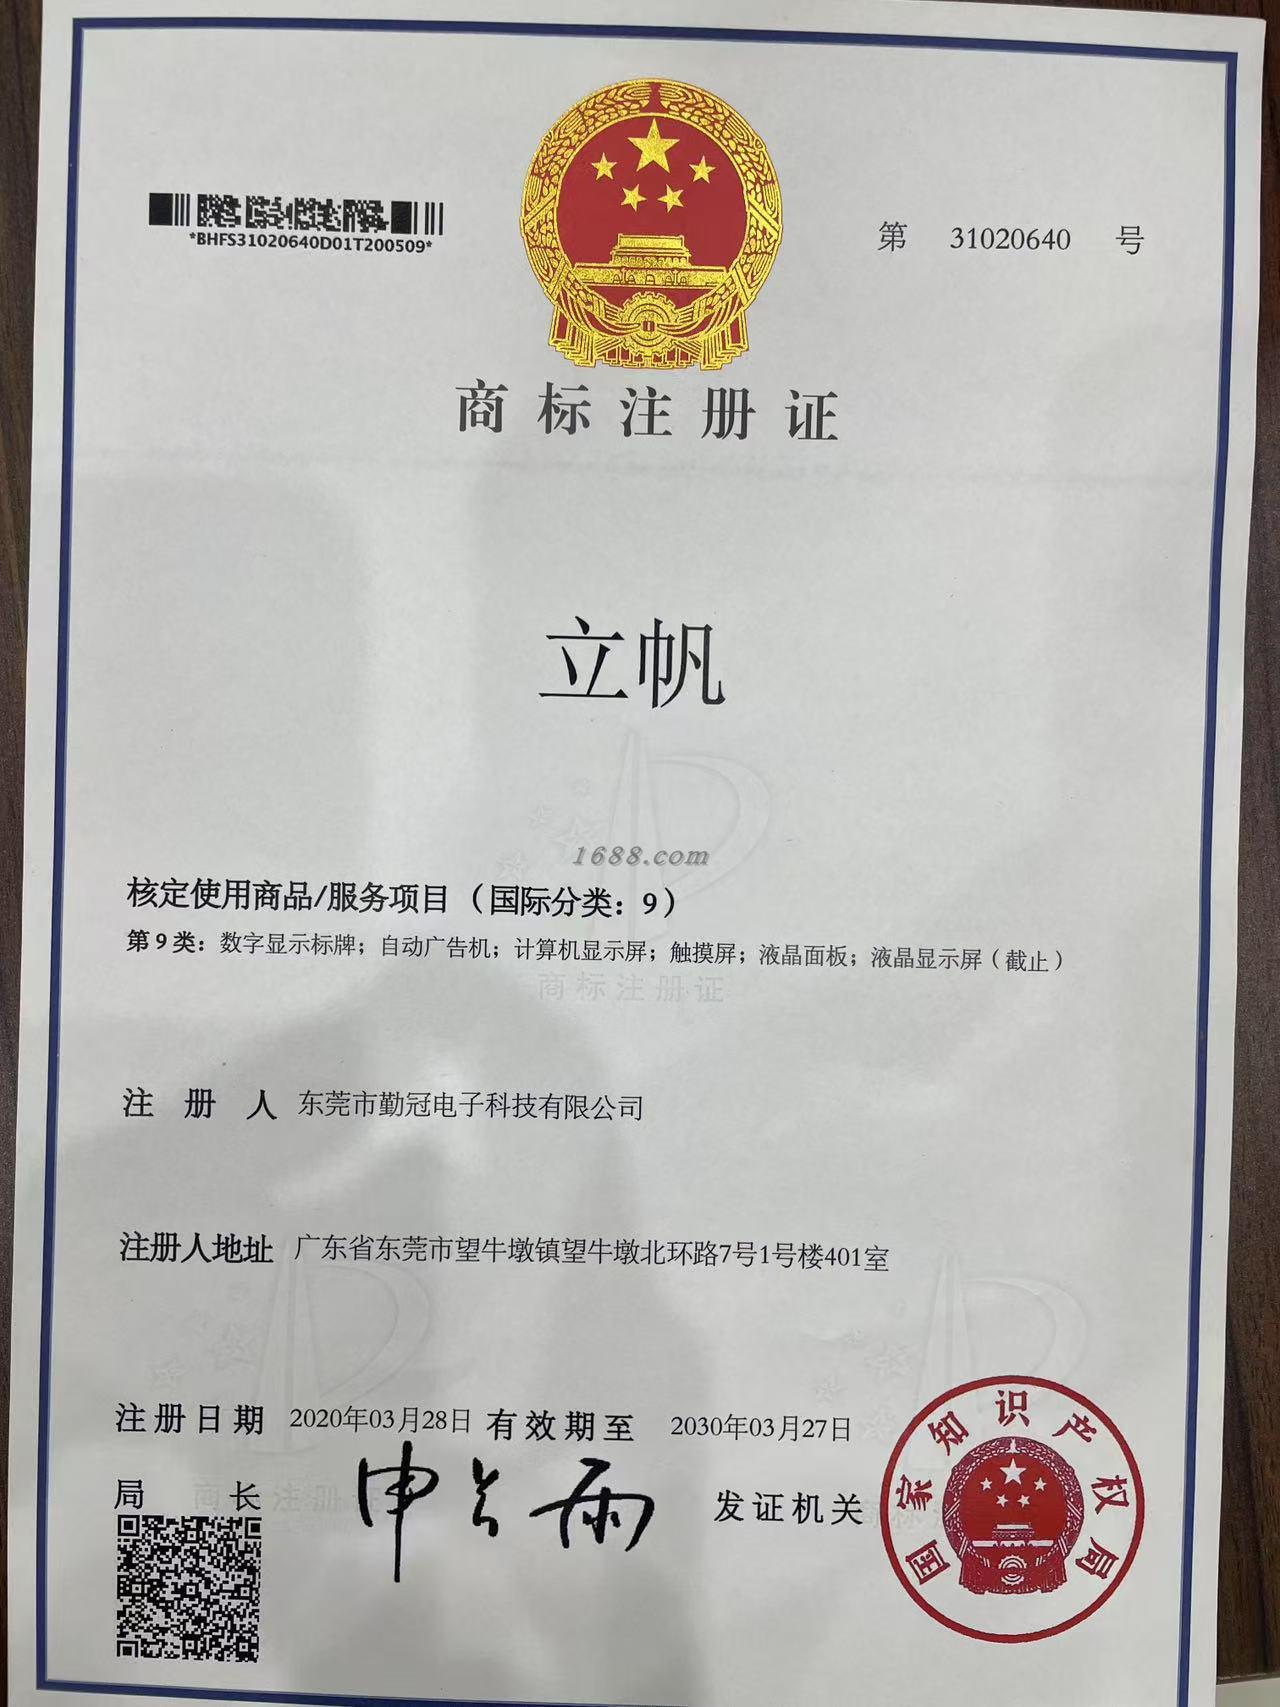 *BHFS31020640D01T200509*
第 31020640 号
商标注册证
立帆
1688.com
核定使用商品/服务项目（国际分类：9）
第9类：数字显示标牌；自动广告机；计算机显示屏；触摸屏；液晶面板；液晶显示屏（截止）
商标注册证
注 册 人 东莞市勤冠电子科技有限公司
注册人地址 广东省东莞市望牛墩镇望牛墩北环路7号1号楼401室
注册日期 2020年03月28日 有效期至 2030年03月27日
局 长 申长雨 发证机关
国家知识产权局
商标注册证